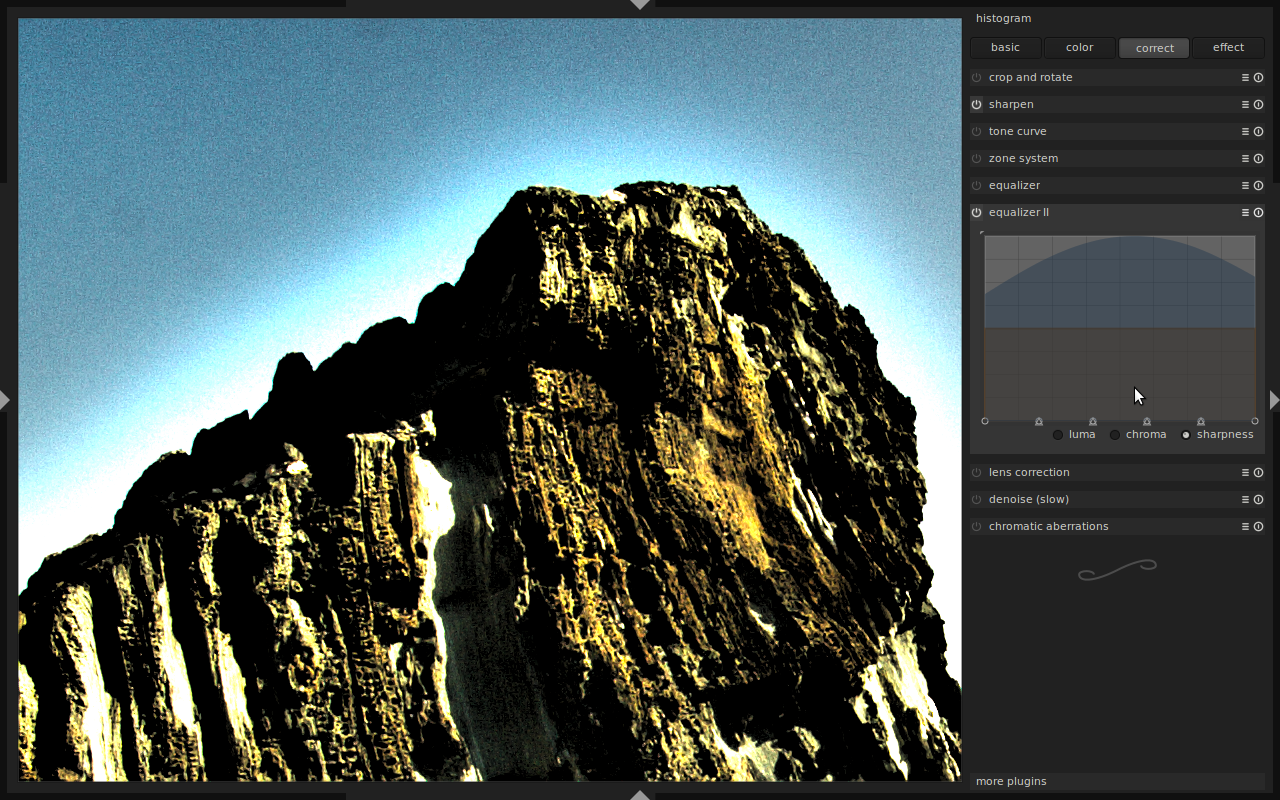 histogram
basic color correct effect
crop and rotate
sharpen
tone curve
zone system
equalizer
equalizer II
luma chroma sharpness
lens correction
denoise (slow)
chromatic aberrations
more plugins